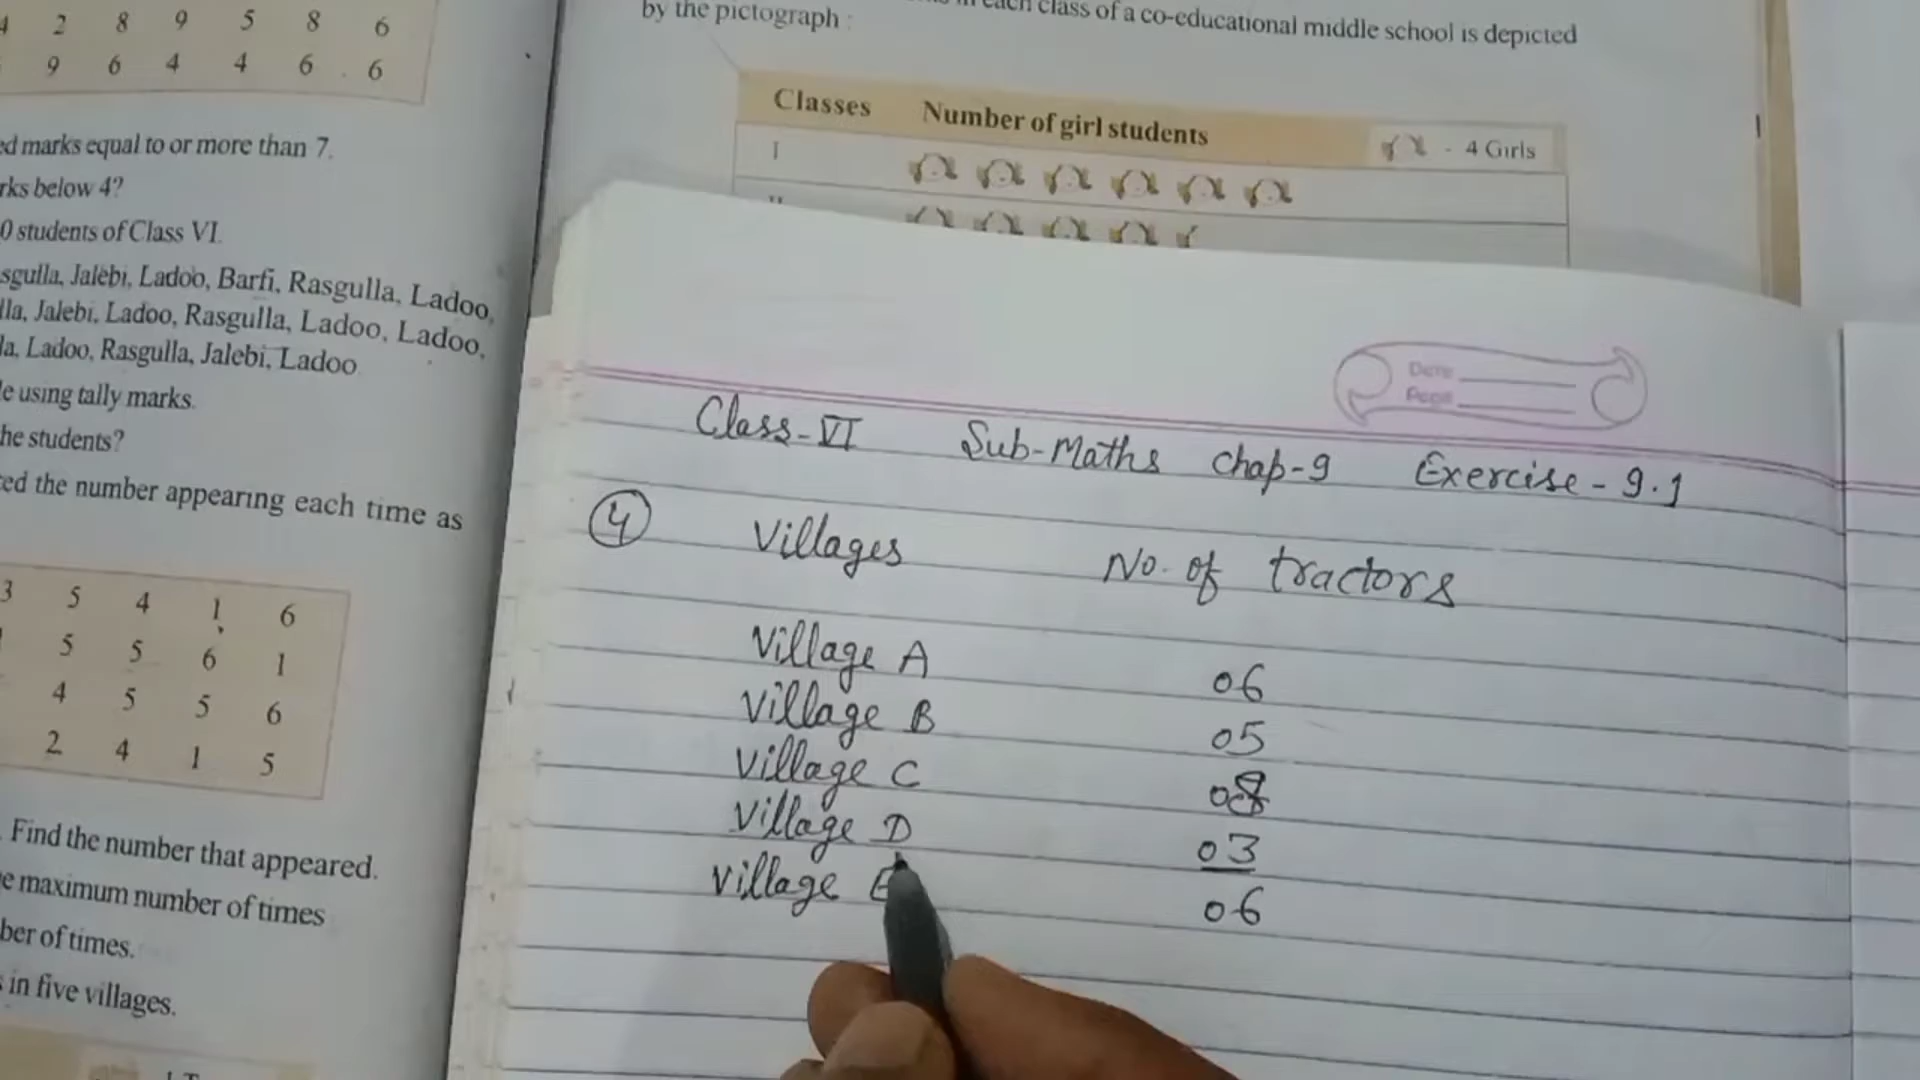 2 8 9 5 8 6
9 6 4 4 6 6
ed marks equal to or more than 7.
rks below 4?
0 students of Class VI.
sgulla, Jalebi, Ladoo, Barfi, Rasgulla, Ladoo,
lla, Jalebi, Ladoo, Rasgulla, Ladoo, Ladoo,
la, Ladoo, Rasgulla, Jalebi, Ladoo
e using tally marks.
he students?
ed the number appearing each time as
3 5 4 1 6
5 5 6 1
4 5 5 6
2 4 1 5
Find the number that appeared.
e maximum number of times
ber of times.
in five villages.
in each class of a co-educational middle school is depicted
by the pictograph :
Classes Number of girl students - 4 Girls
I
Date
Page
Class-VI Sub-Maths Chap-9 Exercise-9.1
4 Villages No. of tractors
Village A 06
Village B 05
Village C 08
Village D 03
Village E 06